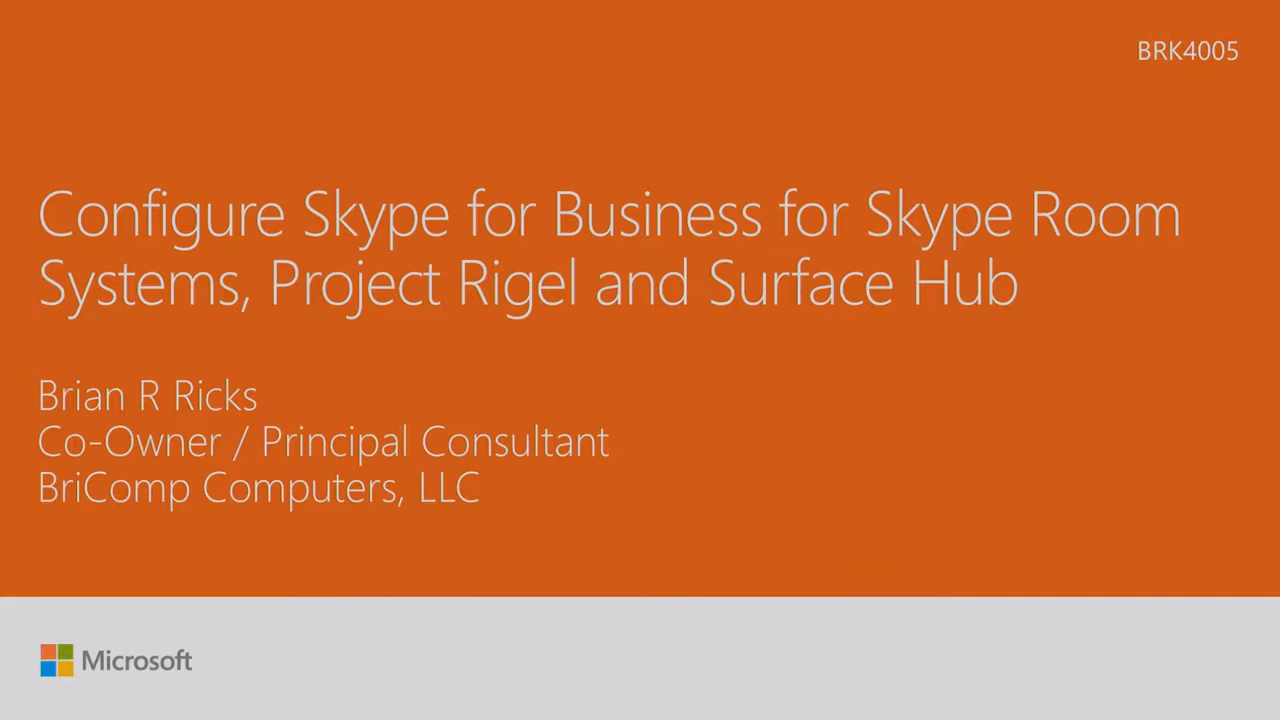 BRK4005
Configure Skype for Business for Skype Room
Systems, Project Rigel and Surface Hub
Brian R Ricks
Co-Owner / Principal Consultant
BriComp Computers, LLC
Microsoft